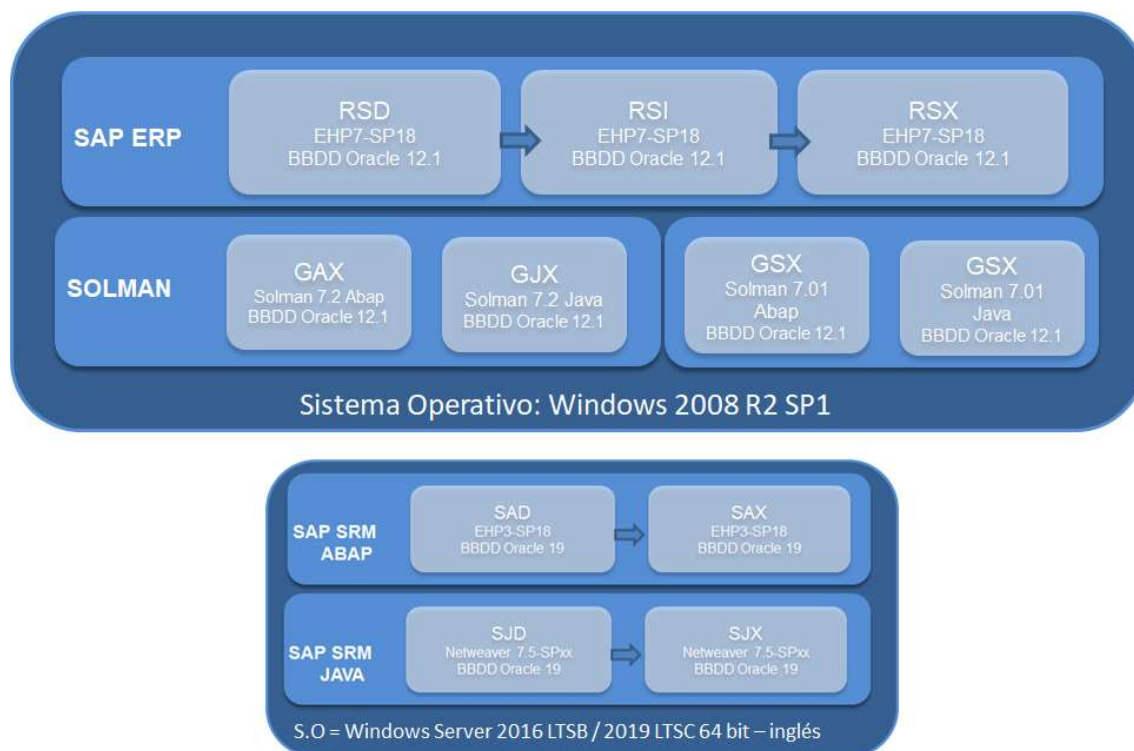 SAP ERP
RSD
EHP7-SP18
BBDD Oracle 12.1
RSI
EHP7-SP18
BBDD Oracle 12.1
RSX
EHP7-SP18
BBDD Oracle 12.1
SOLMAN
GAX
Solman 7.2 Abap
BBDD Oracle 12.1
GJX
Solman 7.2 Java
BBDD Oracle 12.1
GSX
Solman 7.01
Abap
BBDD Oracle 12.1
GSX
Solman 7.01
Java
BBDD Oracle 12.1
Sistema Operativo: Windows 2008 R2 SP1
SAP SRM
ABAP
SAD
EHP3-SP18
BBDD Oracle 19
SAX
EHP3-SP18
BBDD Oracle 19
SAP SRM
JAVA
SJD
Netweaver 7.5-SPxx
BBDD Oracle 19
SJX
Netweaver 7.5-SPxx
BBDD Oracle 19
S.O = Windows Server 2016 LTSB / 2019 LTSC 64 bit – inglés